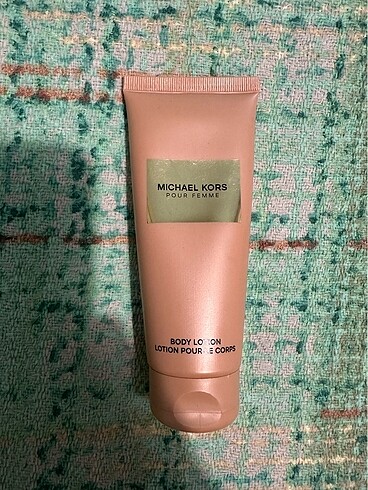 MICHAEL KORS
POUR FEMME
BODY LOTION
LOTION POUR LE CORPS